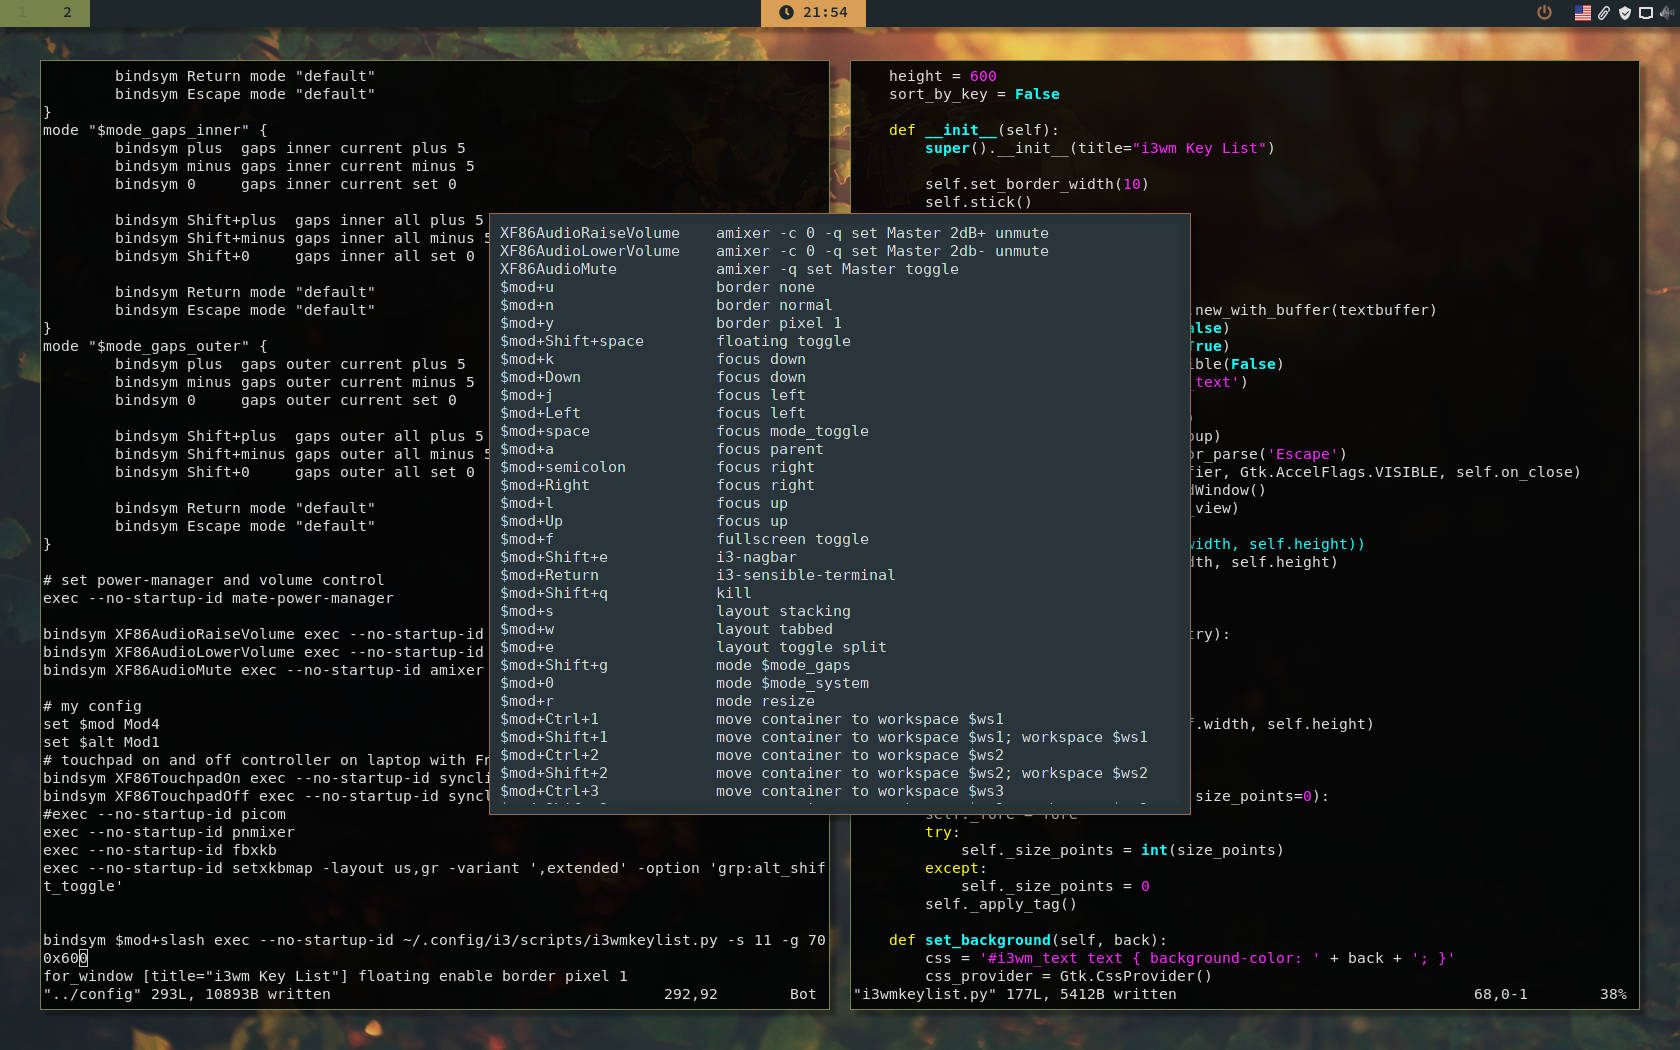 1 2 21:54
bindsym Return mode "default"
bindsym Escape mode "default"
}
mode "$mode_gaps_inner" {
bindsym plus  gaps inner current plus 5
bindsym minus gaps inner current minus 5
bindsym 0     gaps inner current set 0
bindsym Shift+plus  gaps inner all plus 5
bindsym Shift+minus gaps inner all minus 5
bindsym Shift+0     gaps inner all set 0
bindsym Return mode "default"
bindsym Escape mode "default"
}
mode "$mode_gaps_outer" {
bindsym plus  gaps outer current plus 5
bindsym minus gaps outer current minus 5
bindsym 0     gaps outer current set 0
bindsym Shift+plus  gaps outer all plus 5
bindsym Shift+minus gaps outer all minus 5
bindsym Shift+0     gaps outer all set 0
bindsym Return mode "default"
bindsym Escape mode "default"
}
# set power-manager and volume control
exec --no-startup-id mate-power-manager
bindsym XF86AudioRaiseVolume exec --no-startup-id
bindsym XF86AudioLowerVolume exec --no-startup-id
bindsym XF86AudioMute exec --no-startup-id amixer
# my config
set $mod Mod4
set $alt Mod1
# touchpad on and off controller on laptop with Fn
bindsym XF86TouchpadOn exec --no-startup-id syncli
bindsym XF86TouchpadOff exec --no-startup-id syncl
#exec --no-startup-id picom
exec --no-startup-id pnmixer
exec --no-startup-id fbxkb
exec --no-startup-id setxkbmap -layout us,gr -variant ',extended' -option 'grp:alt_shif
t_toggle'
bindsym $mod+slash exec --no-startup-id ~/.config/i3/scripts/i3wmkeylist.py -s 11 -g 70
0x600
for_window [title="i3wm Key List"] floating enable border pixel 1
"../config" 293L, 10893B written 292,92 Bot
XF86AudioRaiseVolume    amixer -c 0 -q set Master 2dB+ unmute
XF86AudioLowerVolume    amixer -c 0 -q set Master 2db- unmute
XF86AudioMute           amixer -q set Master toggle
$mod+u                  border none
$mod+n                  border normal
$mod+y                  border pixel 1
$mod+Shift+space        floating toggle
$mod+k                  focus down
$mod+Down               focus down
$mod+j                  focus left
$mod+Left               focus left
$mod+space              focus mode_toggle
$mod+a                  focus parent
$mod+semicolon          focus right
$mod+Right              focus right
$mod+l                  focus up
$mod+Up                 focus up
$mod+f                  fullscreen toggle
$mod+Shift+e            i3-nagbar
$mod+Return             i3-sensible-terminal
$mod+Shift+q            kill
$mod+s                  layout stacking
$mod+w                  layout tabbed
$mod+e                  layout toggle split
$mod+Shift+g            mode $mode_gaps
$mod+0                  mode $mode_system
$mod+r                  mode resize
$mod+Ctrl+1             move container to workspace $ws1
$mod+Shift+1            move container to workspace $ws1; workspace $ws1
$mod+Ctrl+2             move container to workspace $ws2
$mod+Shift+2            move container to workspace $ws2; workspace $ws2
$mod+Ctrl+3             move container to workspace $ws3
height = 600
sort_by_key = False
def __init__(self):
super().__init__(title="i3wm Key List")
self.set_border_width(10)
self.stick()
.new_with_buffer(textbuffer)
alse)
True)
ible(False)
_text')
)
oup)
or_parse('Escape')
fier, Gtk.AccelFlags.VISIBLE, self.on_close)
dWindow()
_view)
width, self.height))
dth, self.height)
try):
f.width, self.height)
size_points=0):
self._fore = fore
try:
self._size_points = int(size_points)
except:
self._size_points = 0
self._apply_tag()
def set_background(self, back):
css = '#i3wm_text text { background-color: ' + back + '; }'
css_provider = Gtk.CssProvider()
"i3wmkeylist.py" 177L, 5412B written 68,0-1 38%